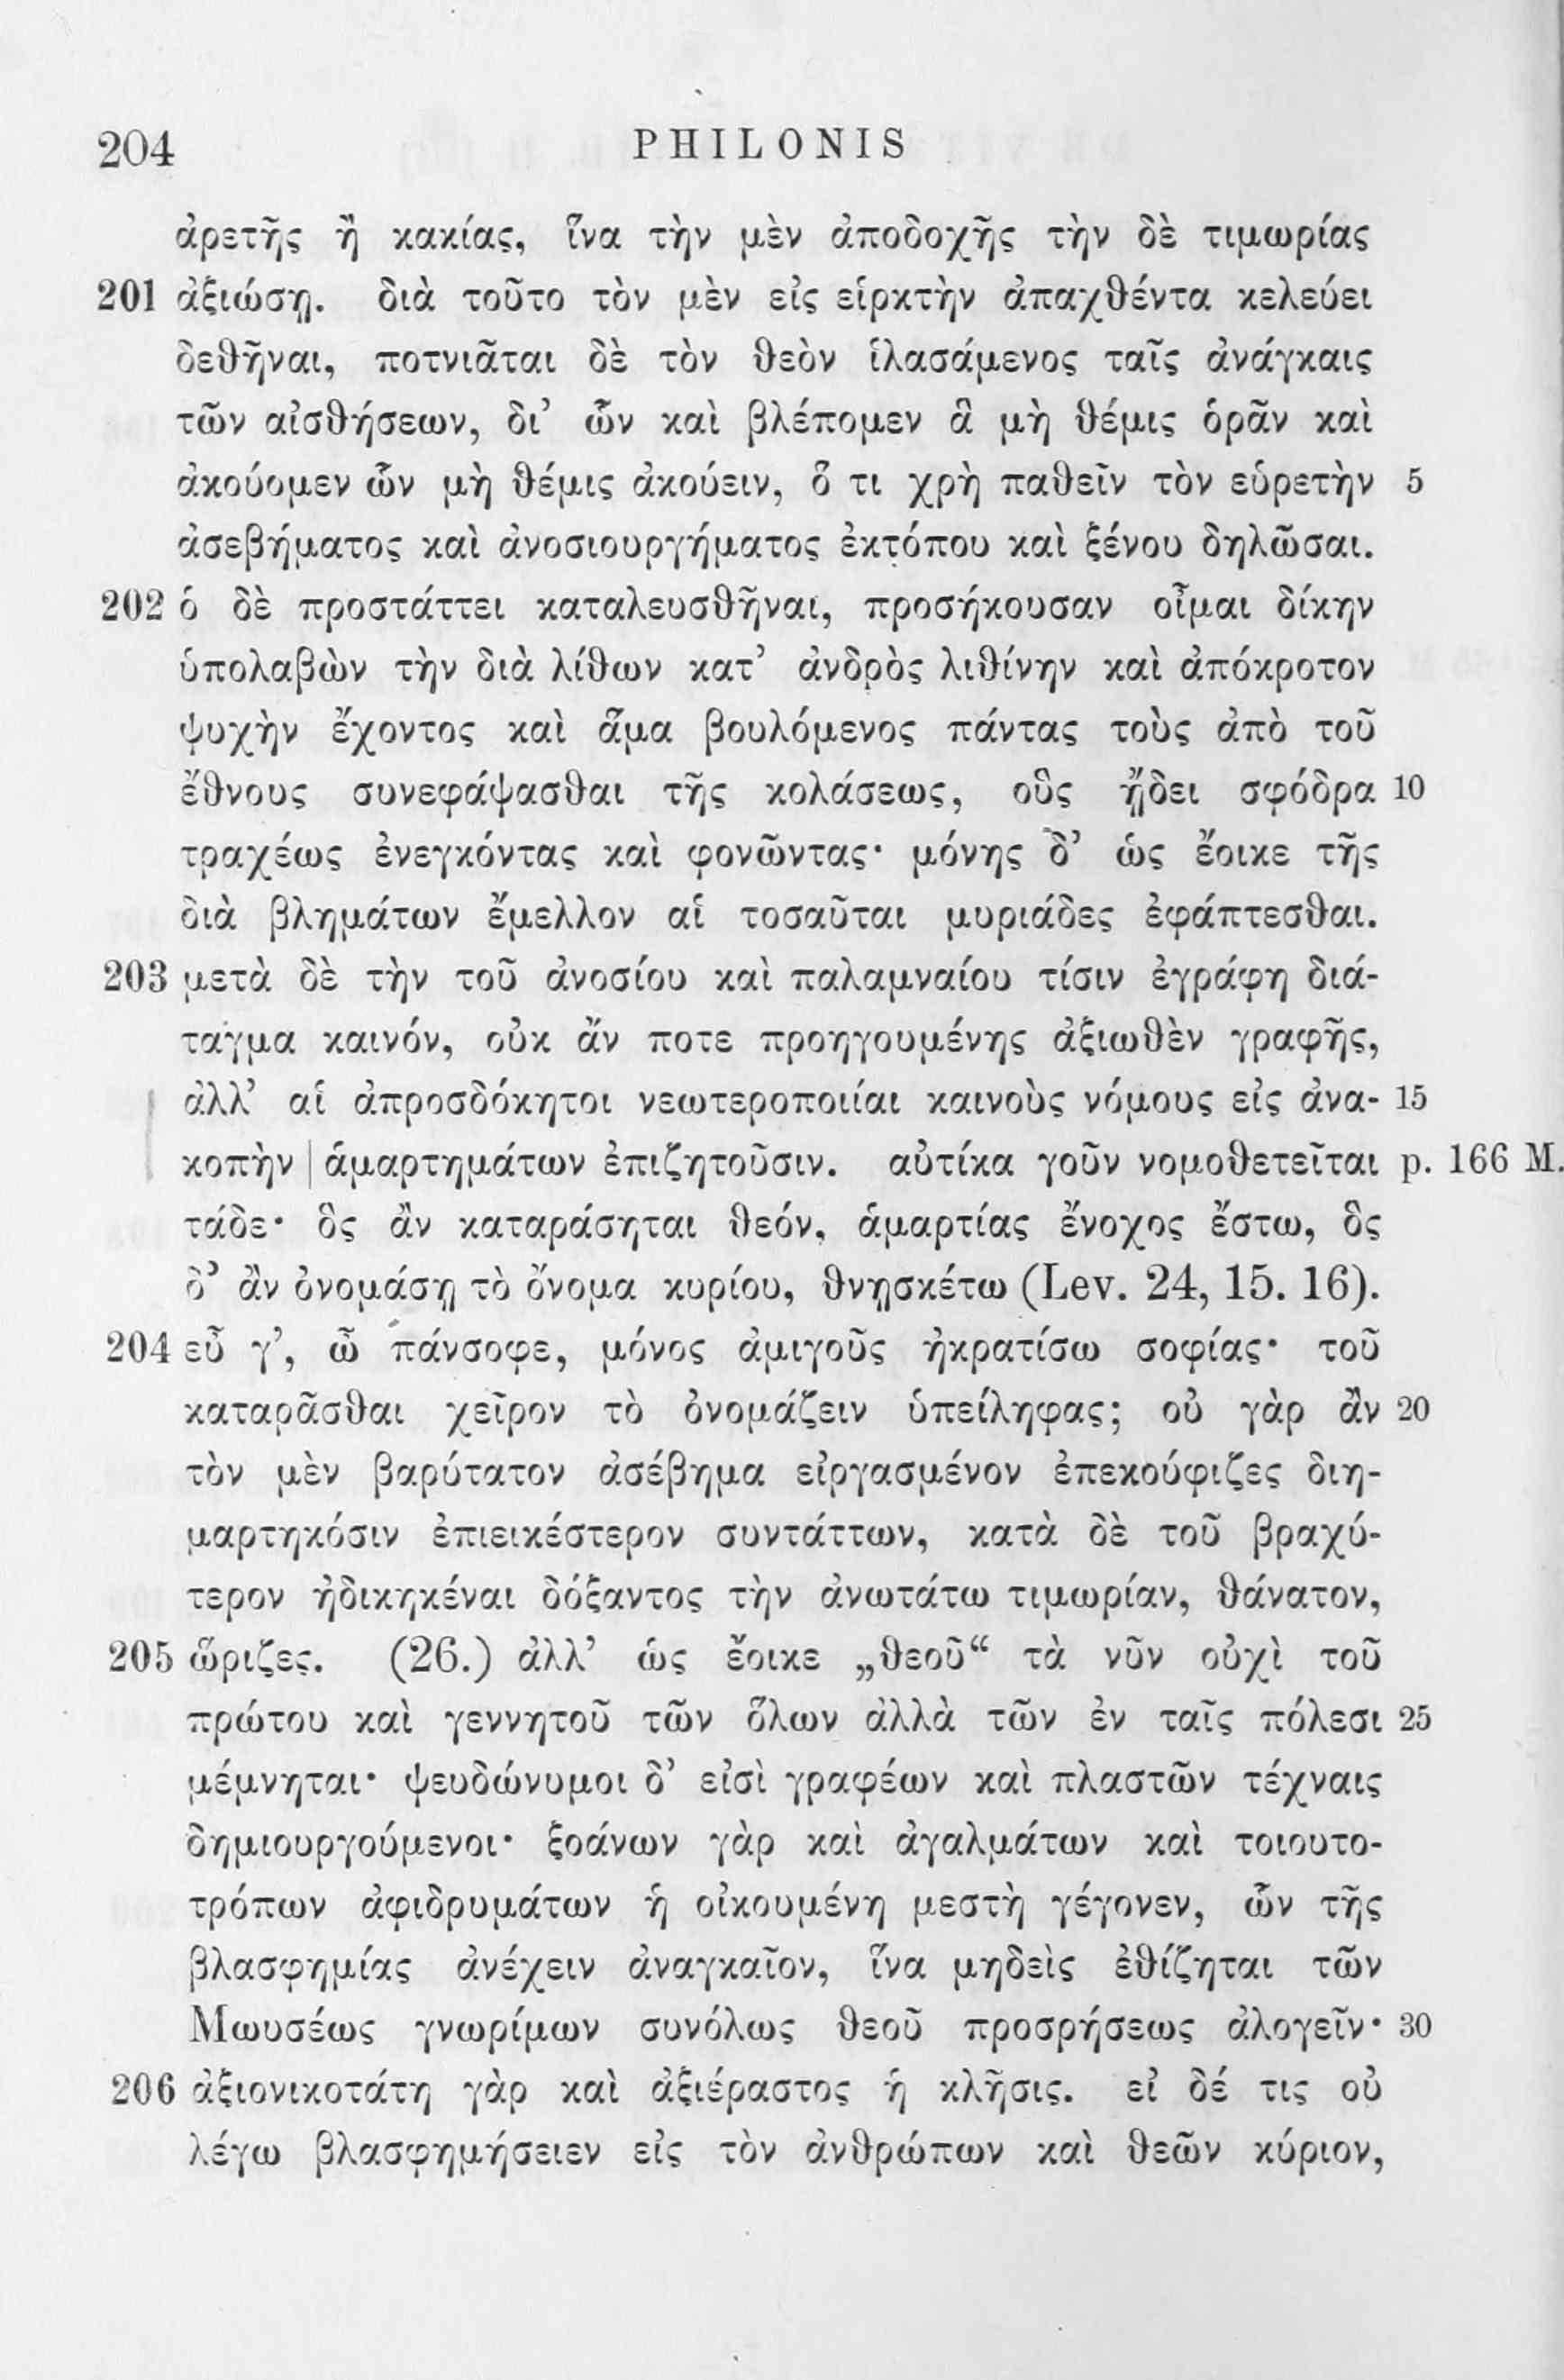 204 PHILONIS
ἀρετῆς ἢ κακίας, ἵνα τὴν μὲν ἀποδοχῆς τὴν δὲ τιμωρίας
201 ἀξιώσῃ. διὰ τοῦτο τὸν μὲν εἰς εἱρκτὴν ἀπαχθέντα κελεύει
δεθῆναι, ποτνιᾶται δὲ τὸν θεὸν ἱλασάμενος ταῖς ἀνάγκαις
τῶν αἰσθήσεων, δι’ ὧν καὶ βλέπομεν ἃ μὴ θέμις ὁρᾶν καὶ
ἀκούομεν ὧν μὴ θέμις ἀκούειν, ὅ τι χρὴ παθεῖν τὸν εὑρετὴν 5
ἀσεβήματος καὶ ἀνοσιουργήματος ἐκτόπου καὶ ξένου δηλῶσαι.
202 ὁ δὲ προστάττει καταλευσθῆναι, προσήκουσαν οἶμαι δίκην
ὑπολαβὼν τὴν διὰ λίθων κατ’ ἀνδρὸς λιθίνην καὶ ἀπόκροτον
ψυχὴν ἔχοντος καὶ ἅμα βουλόμενος πάντας τοὺς ἀπὸ τοῦ
ἔθνους συνεφάψασθαι τῆς κολάσεως, οὓς ᾔδει σφόδρα 10
τραχέως ἐνεγκόντας καὶ φονῶντας· μόνης δ’ ὡς ἔοικε τῆς
διὰ βλημάτων ἔμελλον αἱ τοσαῦται μυριάδες ἐφάπτεσθαι.
203 μετὰ δὲ τὴν τοῦ ἀνοσίου καὶ παλαμναίου τίσιν ἐγράφη διά-
ταγμα καινόν, οὐκ ἄν ποτε προηγουμένης ἀξιωθὲν γραφῆς,
ἀλλ’ αἱ ἀπροσδόκητοι νεωτεροποιίαι καινοὺς νόμους εἰς ἀνα- 15
κοπὴν | ἁμαρτημάτων ἐπιζητοῦσιν. αὐτίκα γοῦν νομοθετεῖται p. 166 M.
τάδε· ὃς ἂν καταράσηται θεόν, ἁμαρτίας ἔνοχος ἔστω, ὃς
δ’ ἂν ὀνομάσῃ τὸ ὄνομα κυρίου, θνῃσκέτω (Lev. 24, 15. 16).
204 εὖ γ’, ὦ πάνσοφε, μόνος ἀμιγοῦς ἠκρατίσω σοφίας· τοῦ
καταρᾶσθαι χεῖρον τὸ ὀνομάζειν ὑπείληφας; οὐ γὰρ ἂν 20
τὸν μὲν βαρύτατον ἀσέβημα εἰργασμένον ἐπεκούφιζες διη-
μαρτηκόσιν ἐπιεικέστερον συντάττων, κατὰ δὲ τοῦ βραχύ-
τερον ἠδικηκέναι δόξαντος τὴν ἀνωτάτω τιμωρίαν, θάνατον,
205 ὥριζες. (26.) ἀλλ’ ὡς ἔοικε „θεοῦ“ τὰ νῦν οὐχὶ τοῦ
πρώτου καὶ γεννητοῦ τῶν ὅλων ἀλλὰ τῶν ἐν ταῖς πόλεσι 25
μέμνηται· ψευδώνυμοι δ’ εἰσὶ γραφέων καὶ πλαστῶν τέχναις
δημιουργούμενοι· ξοάνων γὰρ καὶ ἀγαλμάτων καὶ τοιουτο-
τρόπων ἀφιδρυμάτων ἡ οἰκουμένη μεστὴ γέγονεν, ὧν τῆς
βλασφημίας ἀνέχειν ἀναγκαῖον, ἵνα μηδεὶς ἐθίζηται τῶν
Μωυσέως γνωρίμων συνόλως θεοῦ προσρήσεως ἀλογεῖν· 30
206 ἀξιονικοτάτη γὰρ καὶ ἀξιέραστος ἡ κλῆσις. εἰ δέ τις οὐ
λέγω βλασφημήσειεν εἰς τὸν ἀνθρώπων καὶ θεῶν κύριον,